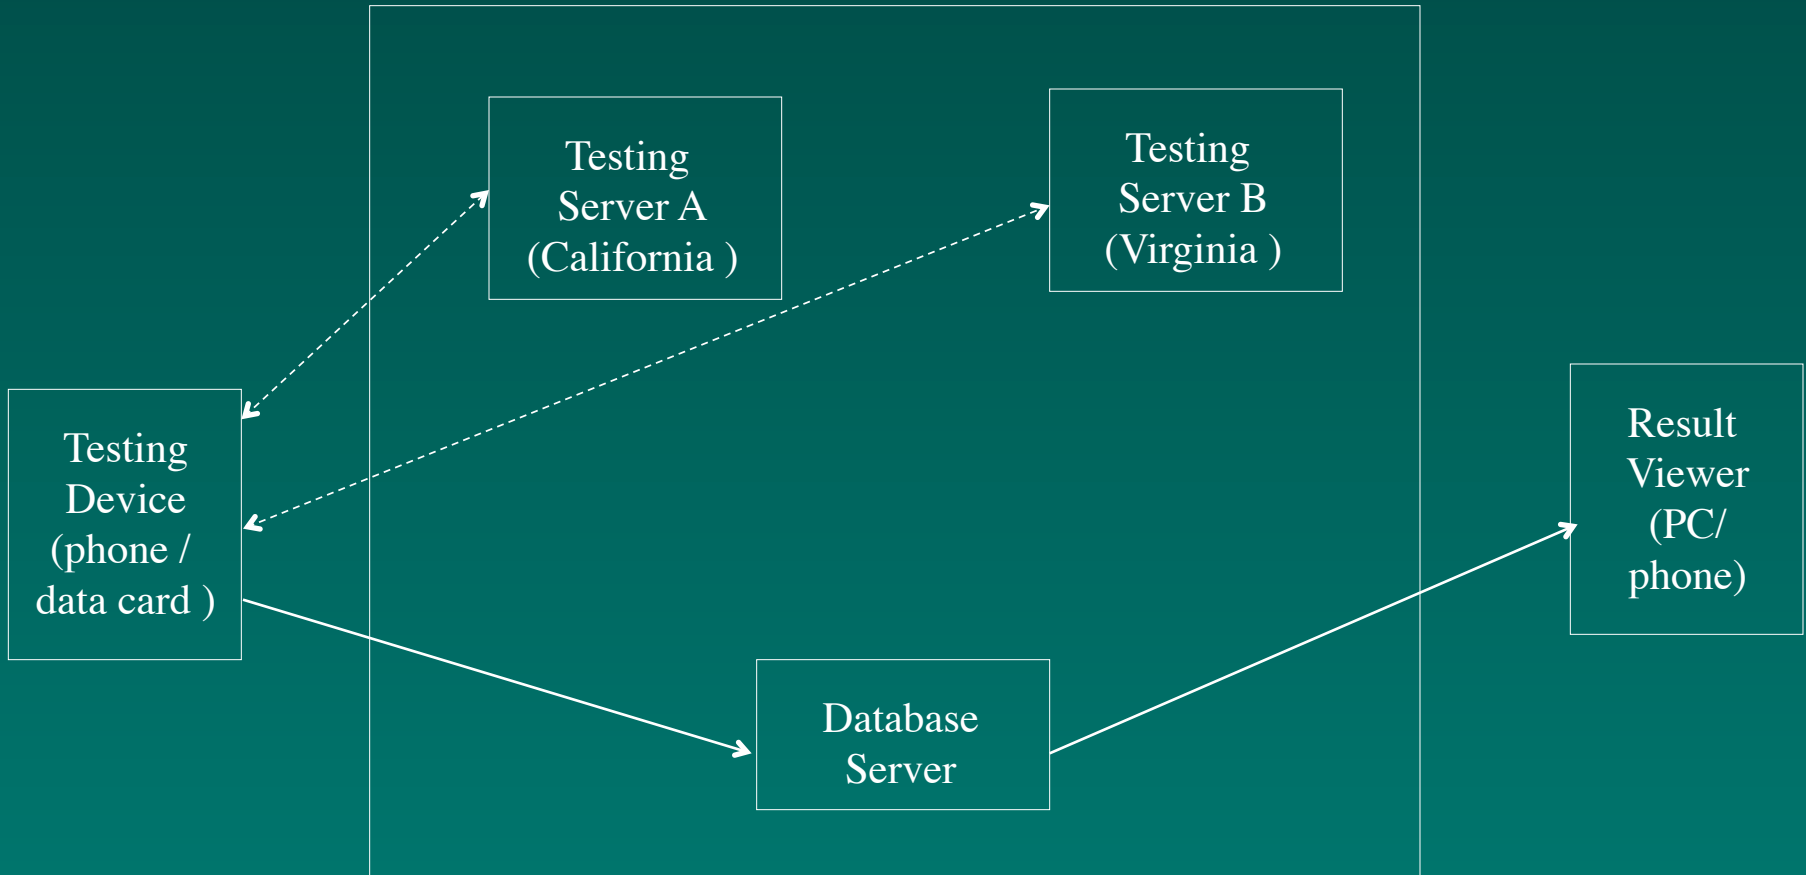 Testing
Server A
(California )
Testing
Server B
(Virginia )
Testing
Device
(phone /
data card )
Result
Viewer
(PC/
phone)
Database
Server